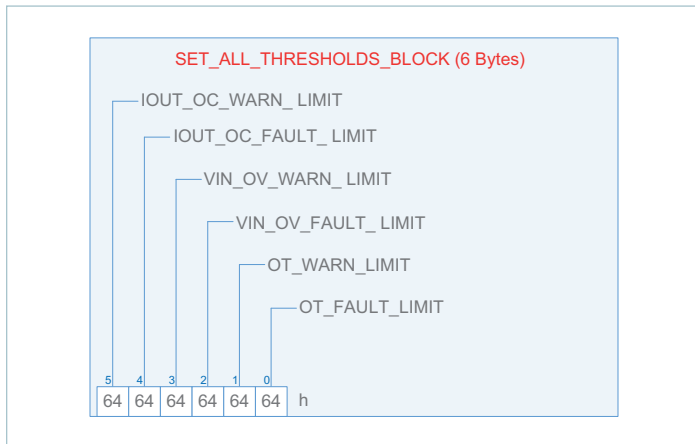 SET_ALL_THRESHOLDS_BLOCK (6 Bytes)
IOUT_OC_WARN_ LIMIT
IOUT_OC_FAULT_ LIMIT
VIN_OV_WARN_ LIMIT
VIN_OV_FAULT_ LIMIT
OT_WARN_LIMIT
OT_FAULT_LIMIT
5 4 3 2 1 0
64 64 64 64 64 64 h